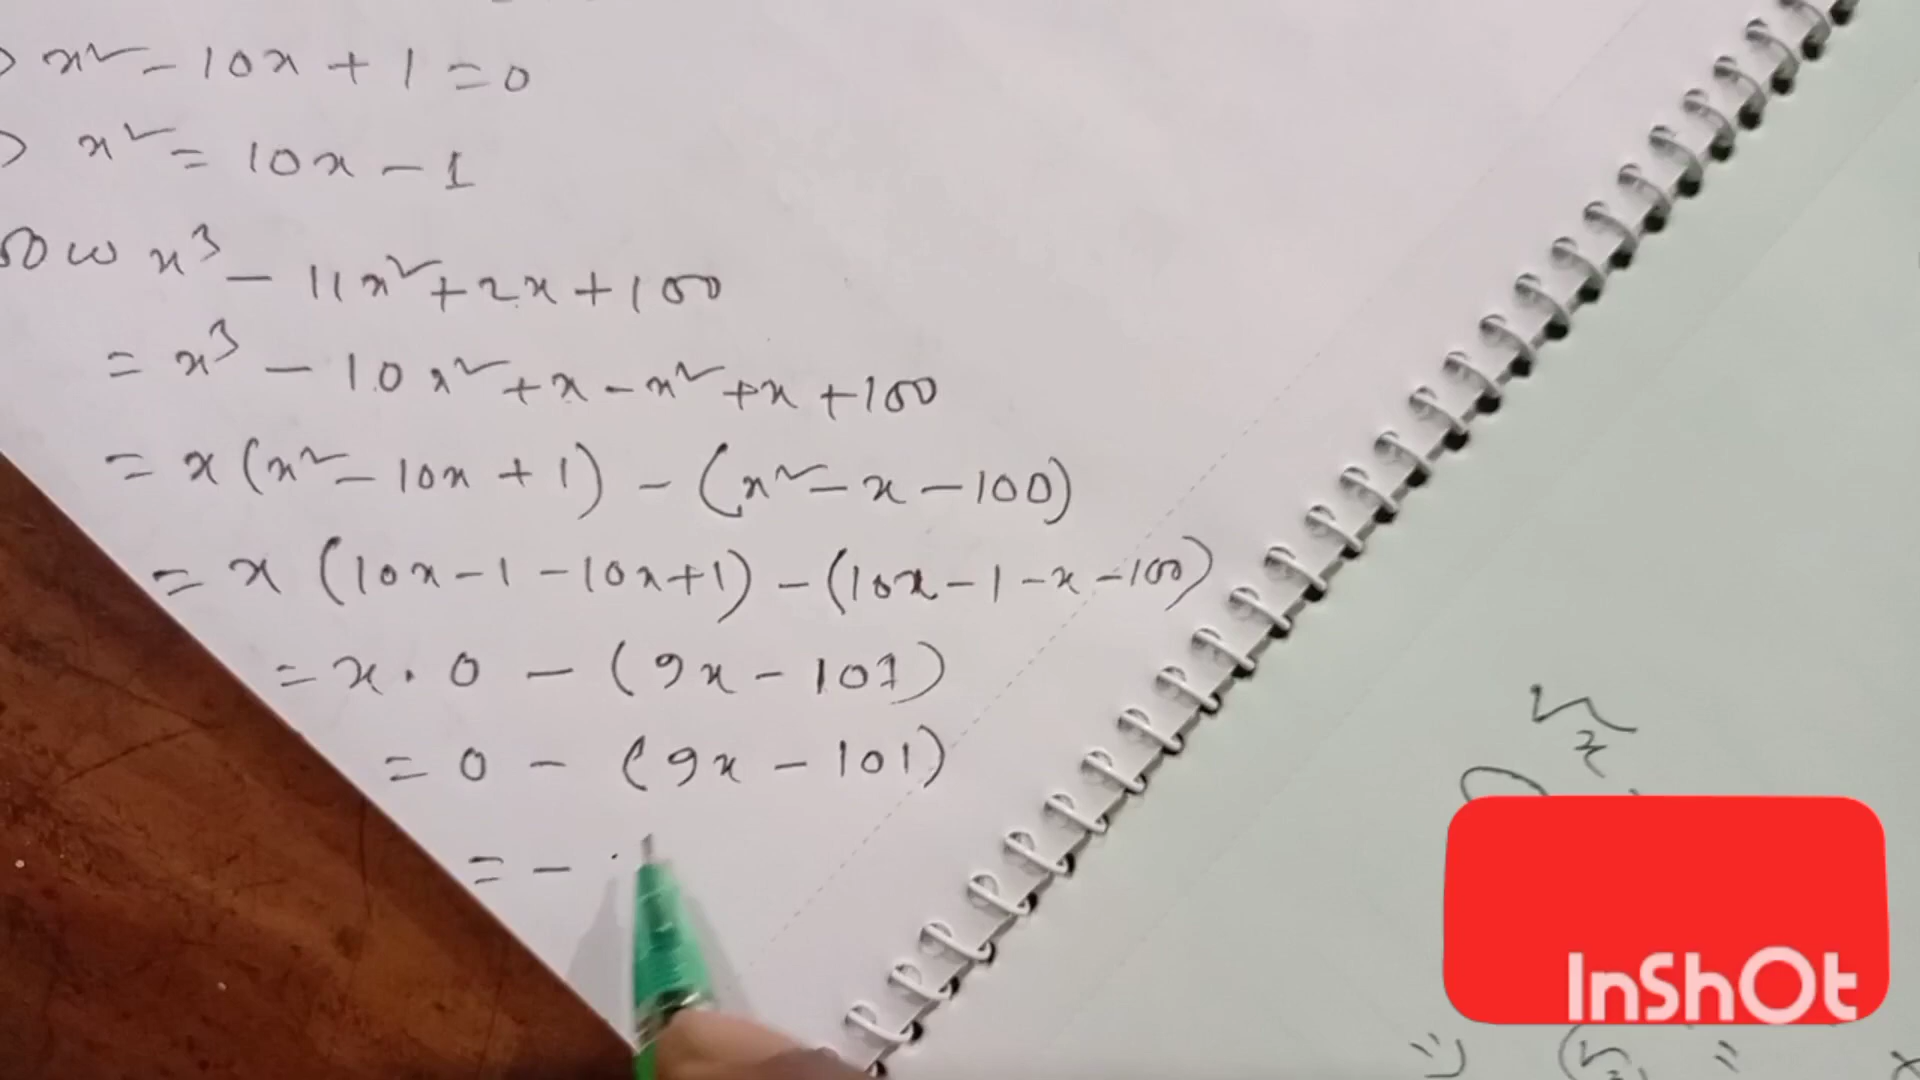 x² - 10x + 1 = 0
x² = 10x - 1
Now x³ - 11x² + 2x + 100
= x³ - 10x² + x - x² + x + 100
= x (x² - 10x + 1) - (x² - x - 100)
= x (10x - 1 - 10x + 1) - (10x - 1 - x - 100)
= x . 0 - (9x - 101)
= 0 - (9x - 101)
= -
InShOt